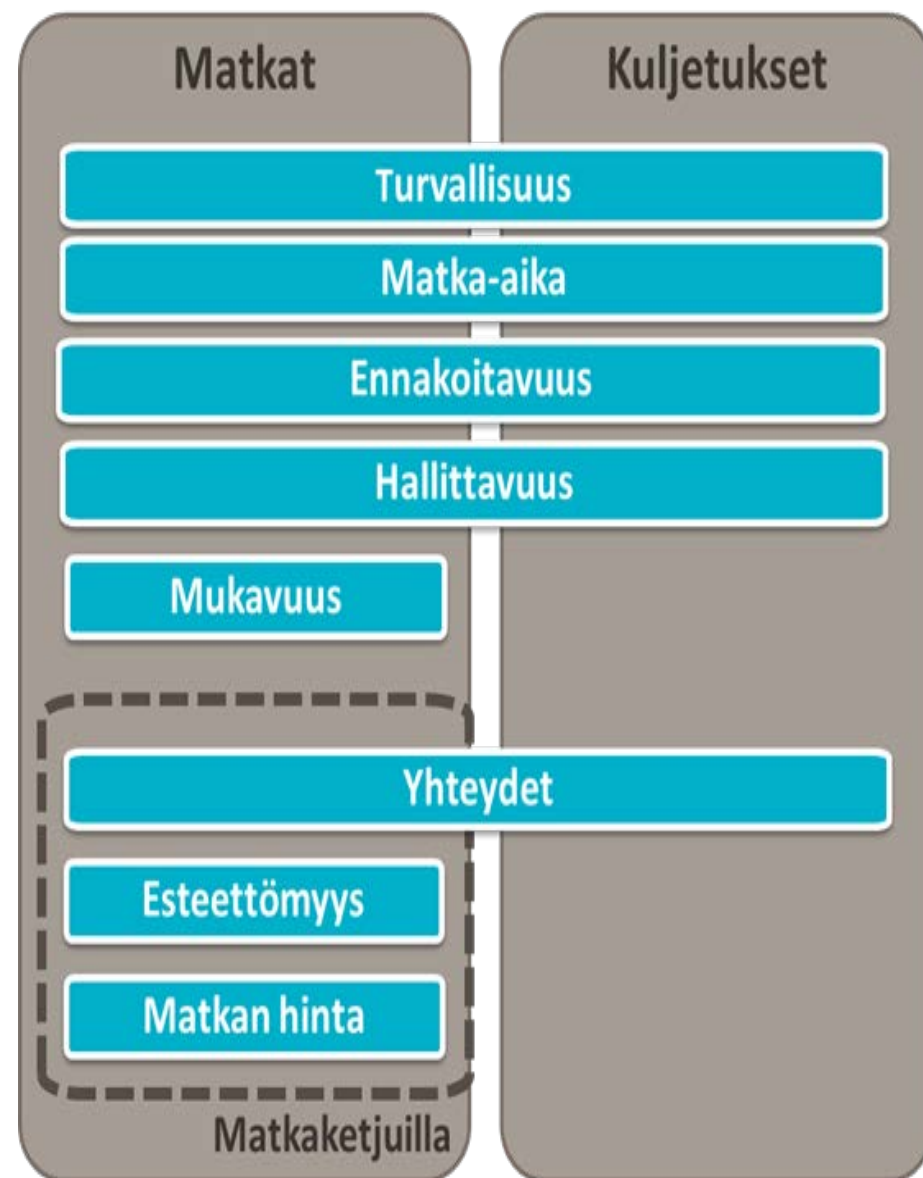 Matkat
Kuljetukset
Turvallisuus
Matka-aika
Ennakoitavuus
Hallittavuus
Mukavuus
Yhteydet
Esteettömyys
Matkan hinta
Matkaketjuilla